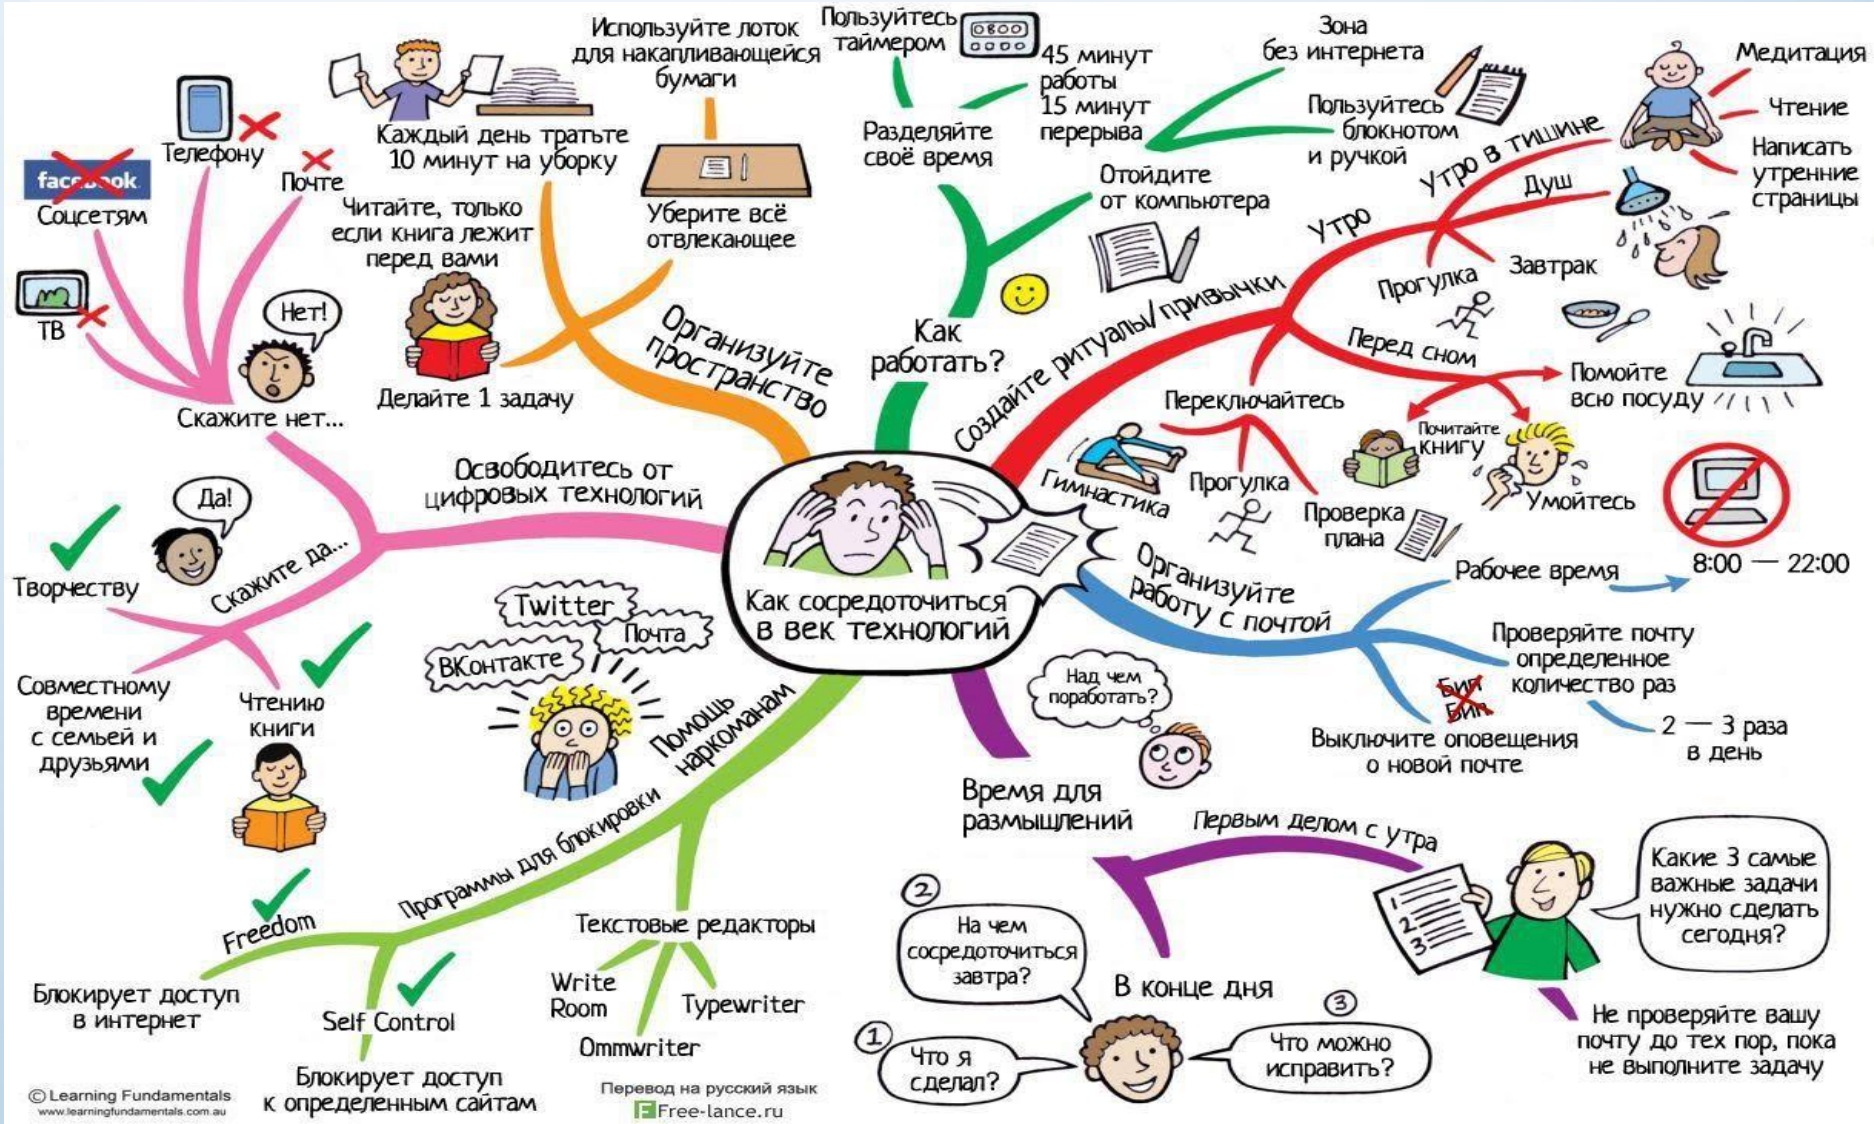 Как сосредоточиться
в век технологий
Как
работать?
Разделяйте
своё время
Пользуйтесь
таймером
0800
45 минут
работы
15 минут
перерыва
Отойдите
от компьютера
Зона
без интернета
Пользуйтесь
блокнотом
и ручкой
Создайте ритуалы/привычки
Утро
Утро в тишине
Медитация
Чтение
Написать
утренние
страницы
Душ
Завтрак
Прогулка
Перед сном
Помойте
всю посуду
Почитайте
книгу
Умойтесь
Переключайтесь
Гимнастика
Прогулка
Проверка
плана
Организуйте
работу с почтой
Рабочее время
8:00 — 22:00
Проверяйте почту
определенное
количество раз
2 — 3 раза
в день
Бип
Бип
Выключите оповещения
о новой почте
Над чем
поработать?
Время для
размышлений
Первым делом с утра
1
2
3
Какие 3 самые
важные задачи
нужно сделать
сегодня?
Не проверяйте вашу
почту до тех пор, пока
не выполните задачу
В конце дня
1
Что я
сделал?
2
На чем
сосредоточиться
завтра?
3
Что можно
исправить?
Помощь
наркоманам
Twitter
Почта
ВКонтакте
Программы для блокировки
Freedom
Блокирует доступ
в интернет
Self Control
Блокирует доступ
к определенным сайтам
Текстовые редакторы
Write
Room
Ommwriter
Typewriter
Освободитесь от
цифровых технологий
Скажите нет...
Нет!
ТВ
facebook
Соцсетям
Телефону
Почте
Скажите да...
Да!
Творчеству
Совместному
времени
с семьей и
друзьями
Чтению
книги
Организуйте
пространство
Каждый день тратьте
10 минут на уборку
Используйте лоток
для накапливающейся
бумаги
Уберите всё
отвлекающее
Читайте, только
если книга лежит
перед вами
Делайте 1 задачу
© Learning Fundamentals
www.learningfundamentals.com.au
Перевод на русский язык
F Free-lance.ru